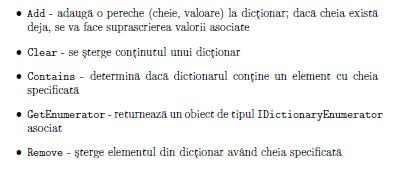 • Add - adaugă o pereche (cheie, valoare) la dicţionar; dacă cheia există
deja, se va face suprascrierea valorii asociate
• Clear - se şterge conţinutul unui dicţionar
• Contains - determină dacă dictionarul conţine un element cu cheia
specificată
• GetEnumerator - returnează un obiect de tipul IDictionaryEnumerator
asociat
• Remove - şterge elementul din dicţionar având cheia specificată